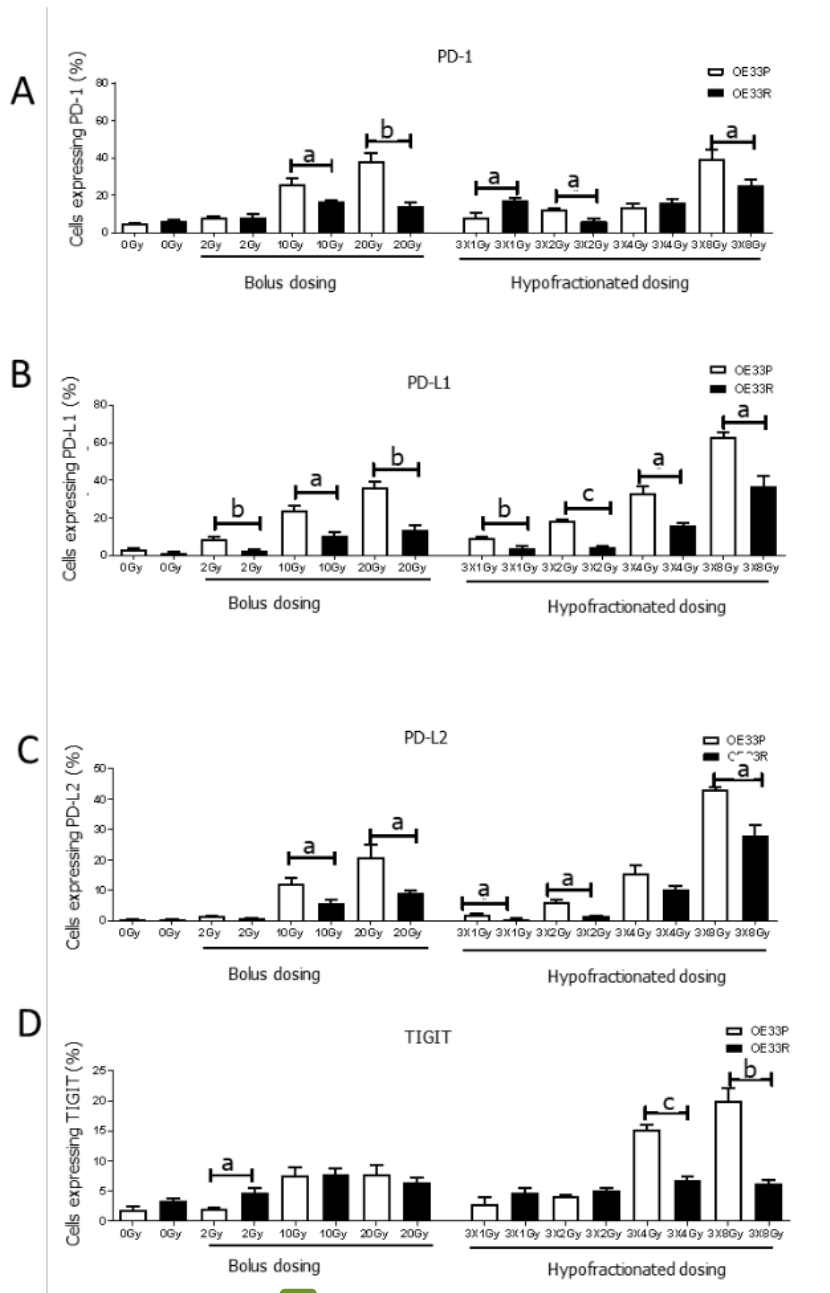 A
PD-1
OE33P
OE33R
Cells expressing PD-1 (%)
80
60
40
20
0
a
b
a
a
a
0Gy 0Gy 2Gy 2Gy 10Gy 10Gy 20Gy 20Gy 3X1Gy 3X1Gy 3X2Gy 3X2Gy 3X4Gy 3X4Gy 3X8Gy 3X8Gy
Bolus dosing
Hypofractionated dosing
B
PD-L1
OE33P
OE33R
Cells expressing PD-L1 (%)
80
60
40
20
0
b
a
b
b
c
a
a
0Gy 0Gy 2Gy 2Gy 10Gy 10Gy 20Gy 20Gy 3X1Gy 3X1Gy 3X2Gy 3X2Gy 3X4Gy 3X4Gy 3X8Gy 3X8Gy
Bolus dosing
Hypofractionated dosing
C
PD-L2
OE33P
Cells expressing PD-L2 (%)
50
40
30
20
10
0
a
a
a
a
a
0Gy 0Gy 2Gy 2Gy 10Gy 10Gy 20Gy 20Gy 3X1Gy 3X1Gy 3X2Gy 3X2Gy 3X4Gy 3X4Gy 3X8Gy 3X8Gy
Bolus dosing
Hypofractionated dosing
D
TIGIT
OE33P
OE33R
Cells expressing TIGIT (%)
25
20
15
10
5
0
a
c
b
0Gy 0Gy 2Gy 2Gy 10Gy 10Gy 20Gy 20Gy 3X1Gy 3X1Gy 3X2Gy 3X2Gy 3X4Gy 3X4Gy 3X8Gy 3X8Gy
Bolus dosing
Hypofractionated dosing